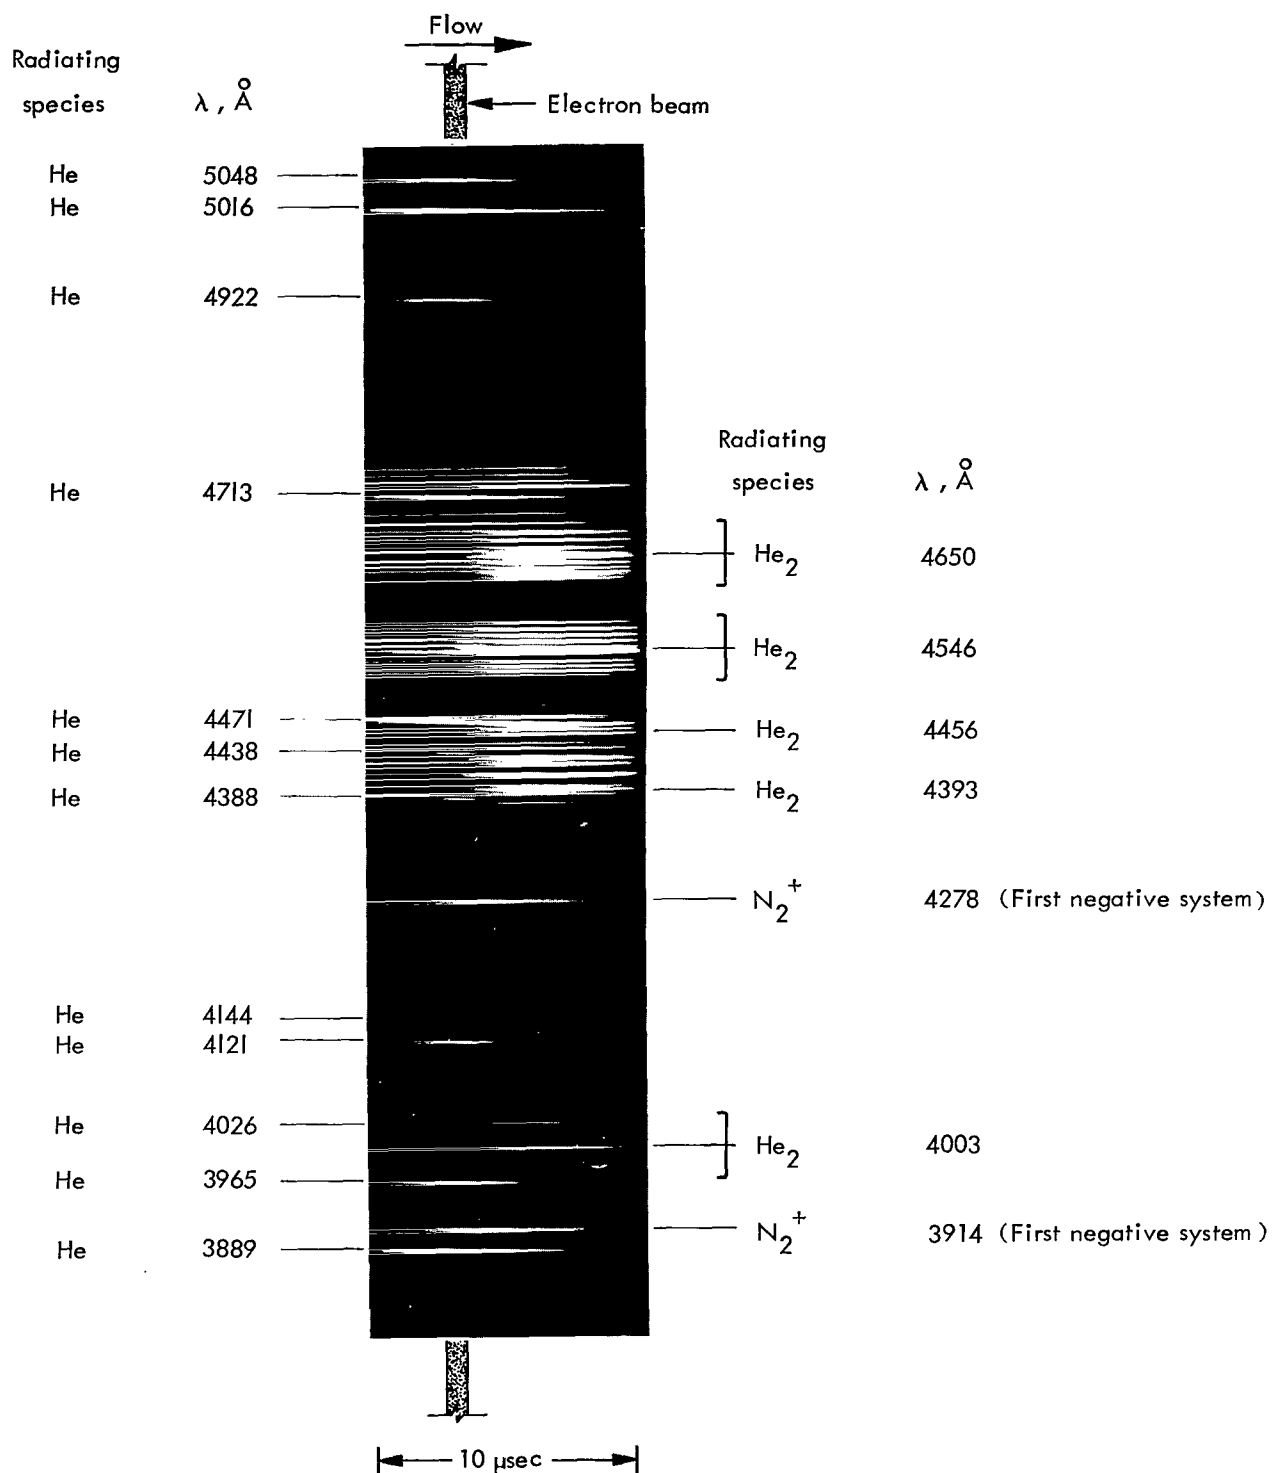 Flow
Radiating
species λ, Å
Electron beam
He 5048
He 5016
He 4922
Radiating
species λ, Å
He 4713
He₂ 4650
He₂ 4546
He 4471
He₂ 4456
He 4438
He₂ 4393
He 4388
N₂⁺ 4278 (First negative system)
He 4144
He 4121
He 4026
He₂ 4003
He 3965
N₂⁺ 3914 (First negative system)
He 3889
10 μsec